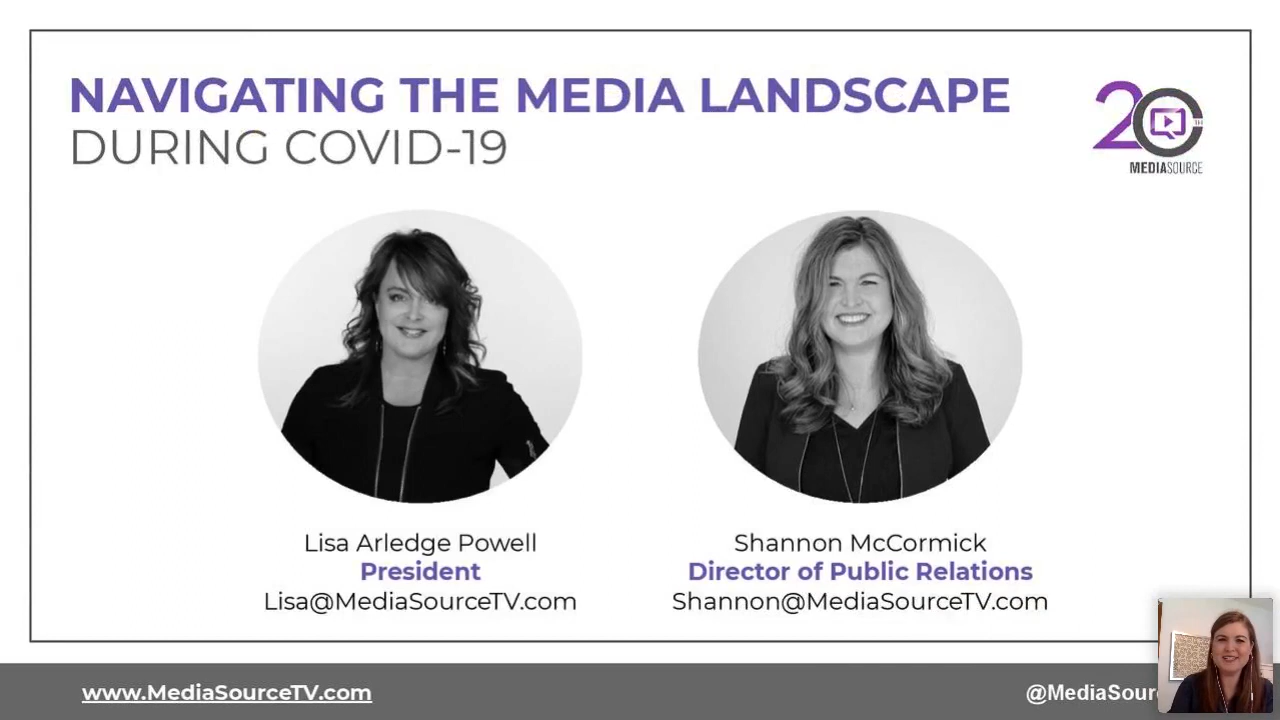 NAVIGATING THE MEDIA LANDSCAPE
DURING COVID-19
20TH
MEDIASOURCE
Lisa Arledge Powell
President
Lisa@MediaSourceTV.com
Shannon McCormick
Director of Public Relations
Shannon@MediaSourceTV.com
www.MediaSourceTV.com